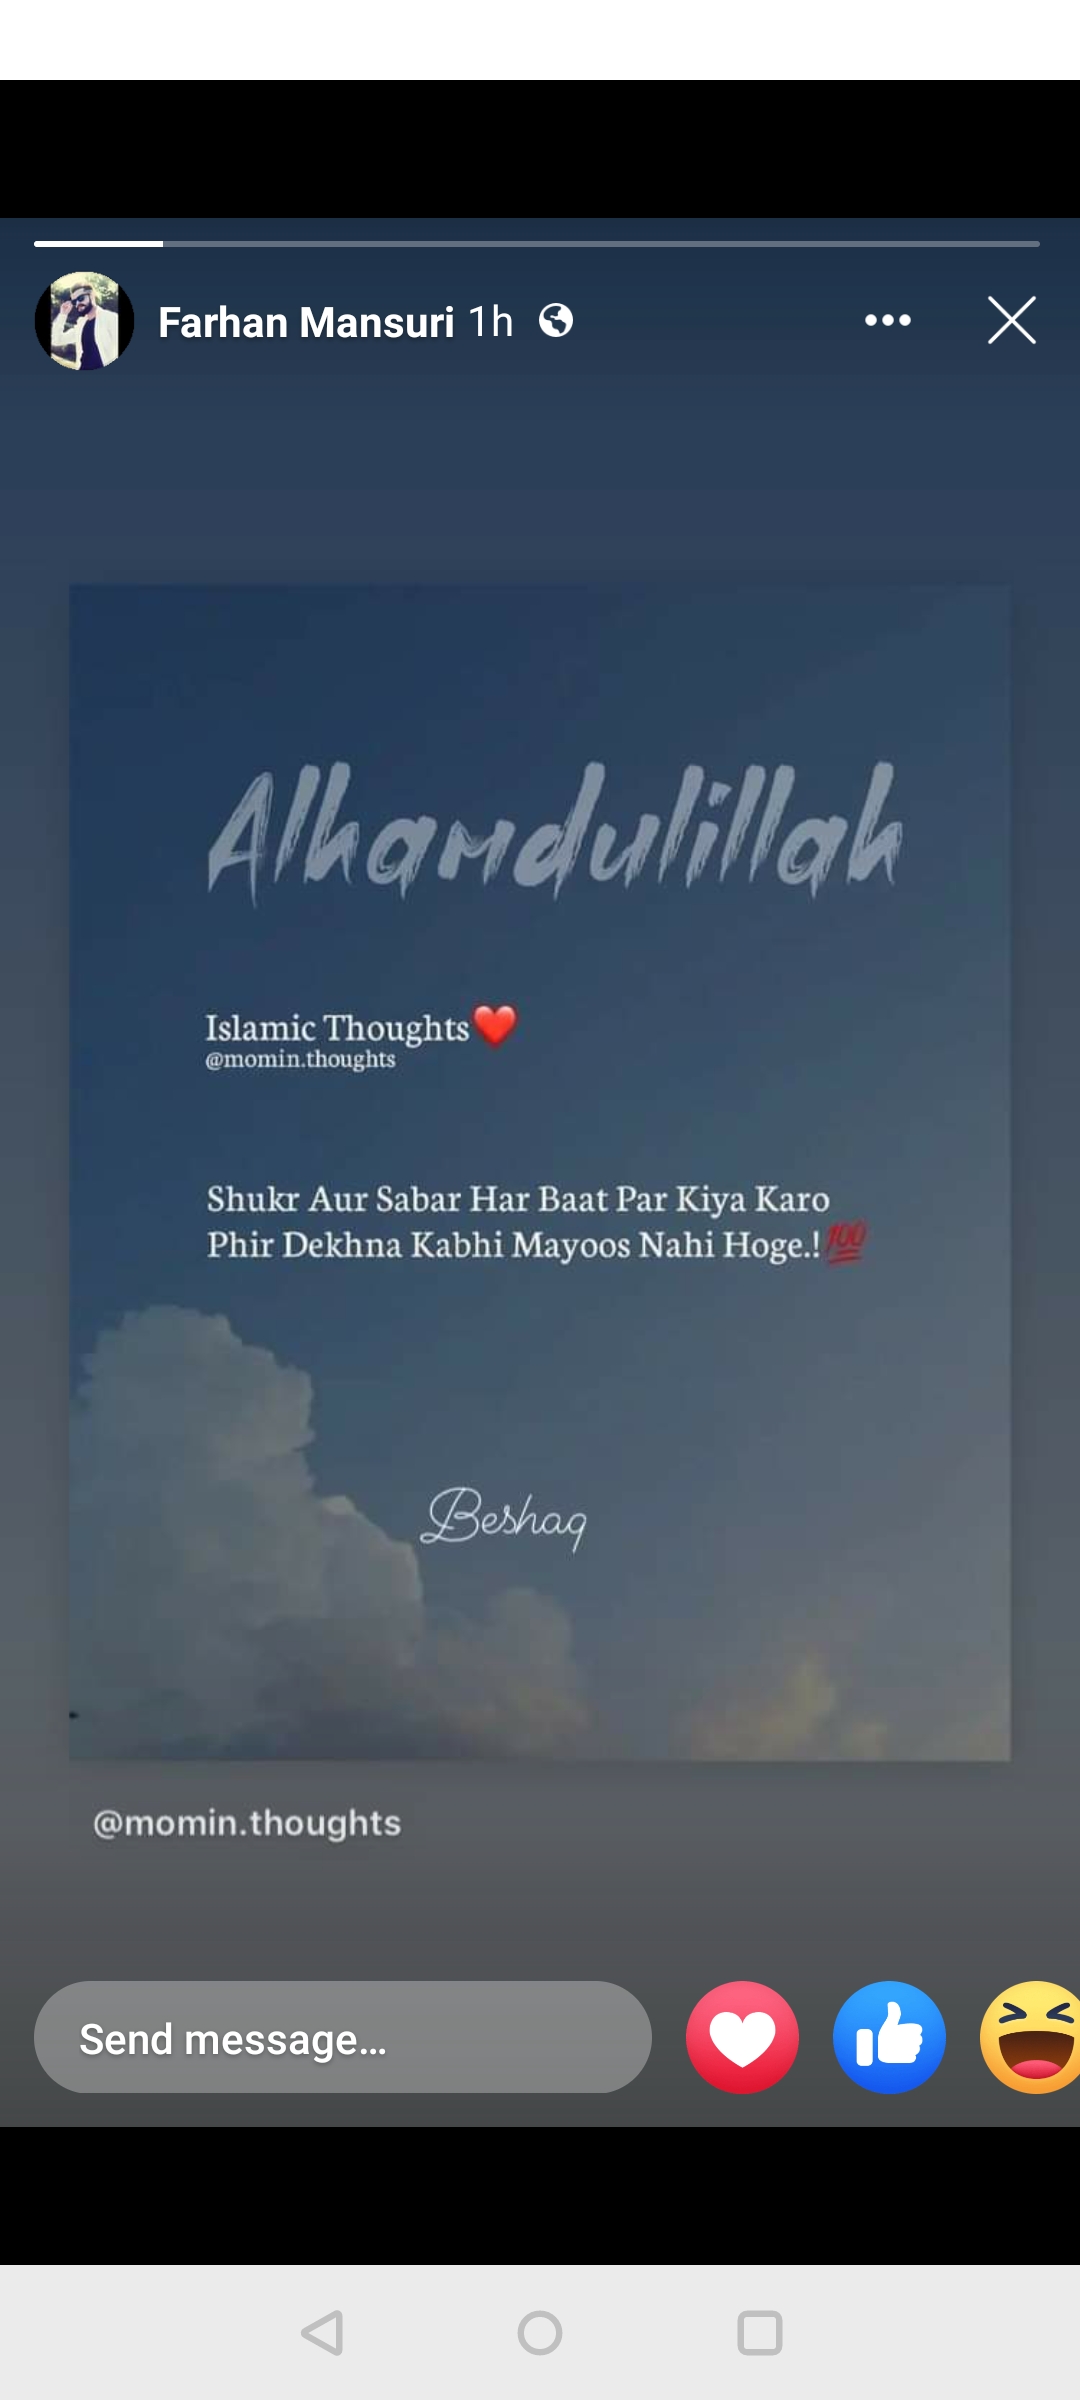 Farhan Mansuri 1h
Alhamdulillah
Islamic Thoughts❤️
@momin.thoughts
Shukr Aur Sabar Har Baat Par Kiya Karo
Phir Dekhna Kabhi Mayoos Nahi Hoge.!💯
Beshaq
@momin.thoughts
Send message...